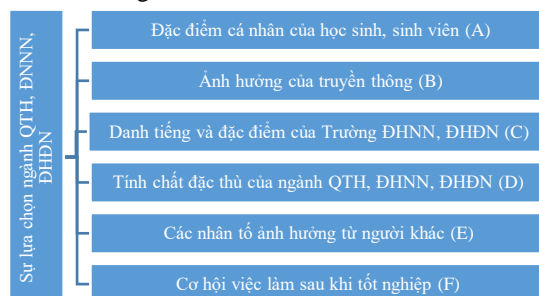 Sự lựa chọn ngành QTH, ĐNNN,
ĐHĐN
Đặc điểm cá nhân của học sinh, sinh viên (A)
Ảnh hưởng của truyền thông (B)
Danh tiếng và đặc điểm của Trường ĐHNN, ĐHĐN (C)
Tính chất đặc thù của ngành QTH, ĐHNN, ĐHĐN (D)
Các nhân tố ảnh hưởng từ người khác (E)
Cơ hội việc làm sau khi tốt nghiệp (F)